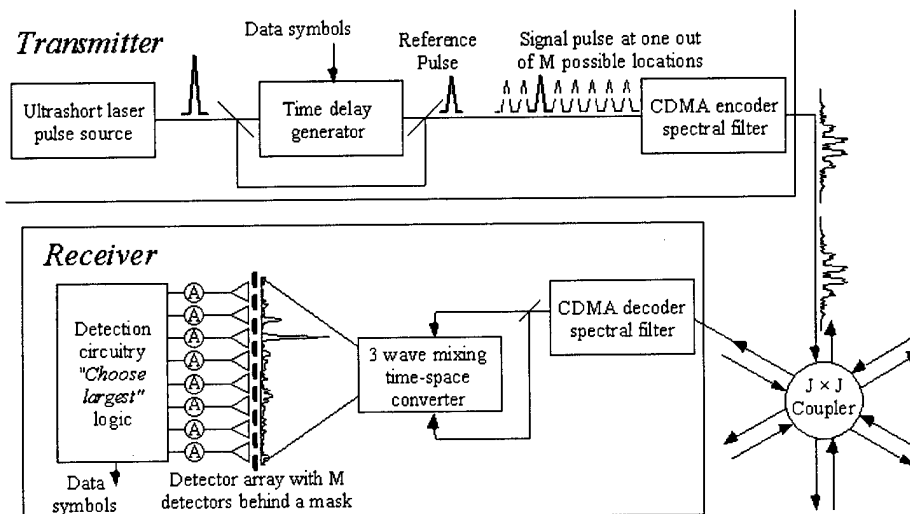 Transmitter
Data symbols
Reference
Pulse
Signal pulse at one out
of M possible locations
Ultrashort laser
pulse source
Time delay
generator
CDMA encoder
spectral filter
Receiver
Detection
circuitry
"Choose
largest"
logic
A
A
A
A
A
A
A
A
3 wave mixing
time-space
converter
CDMA decoder
spectral filter
J × J
Coupler
Data
symbols
Detector array with M
detectors behind a mask